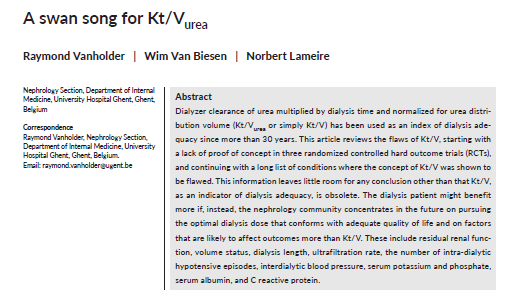 A swan song for Kt/Vurea
Raymond Vanholder | Wim Van Biesen | Norbert Lameire
Nephrology Section, Department of Internal
Medicine, University Hospital Ghent, Ghent,
Belgium
Correspondence
Raymond Vanholder, Nephrology Section,
Department of Internal Medicine, University
Hospital Ghent, Ghent, Belgium.
Email: raymond.vanholder@ugent.be
Abstract
Dialyzer clearance of urea multiplied by dialysis time and normalized for urea distri-
bution volume (Kt/Vurea or simply Kt/V) has been used as an index of dialysis ade-
quacy since more than 30 years. This article reviews the flaws of Kt/V, starting with
a lack of proof of concept in three randomized controlled hard outcome trials (RCTs),
and continuing with a long list of conditions where the concept of Kt/V was shown to
be flawed. This information leaves little room for any conclusion other than that Kt/V,
as an indicator of dialysis adequacy, is obsolete. The dialysis patient might benefit
more if, instead, the nephrology community concentrates in the future on pursuing
the optimal dialysis dose that conforms with adequate quality of life and on factors
that are likely to affect outcomes more than Kt/V. These include residual renal func-
tion, volume status, dialysis length, ultrafiltration rate, the number of intra-dialytic
hypotensive episodes, interdialytic blood pressure, serum potassium and phosphate,
serum albumin, and C reactive protein.